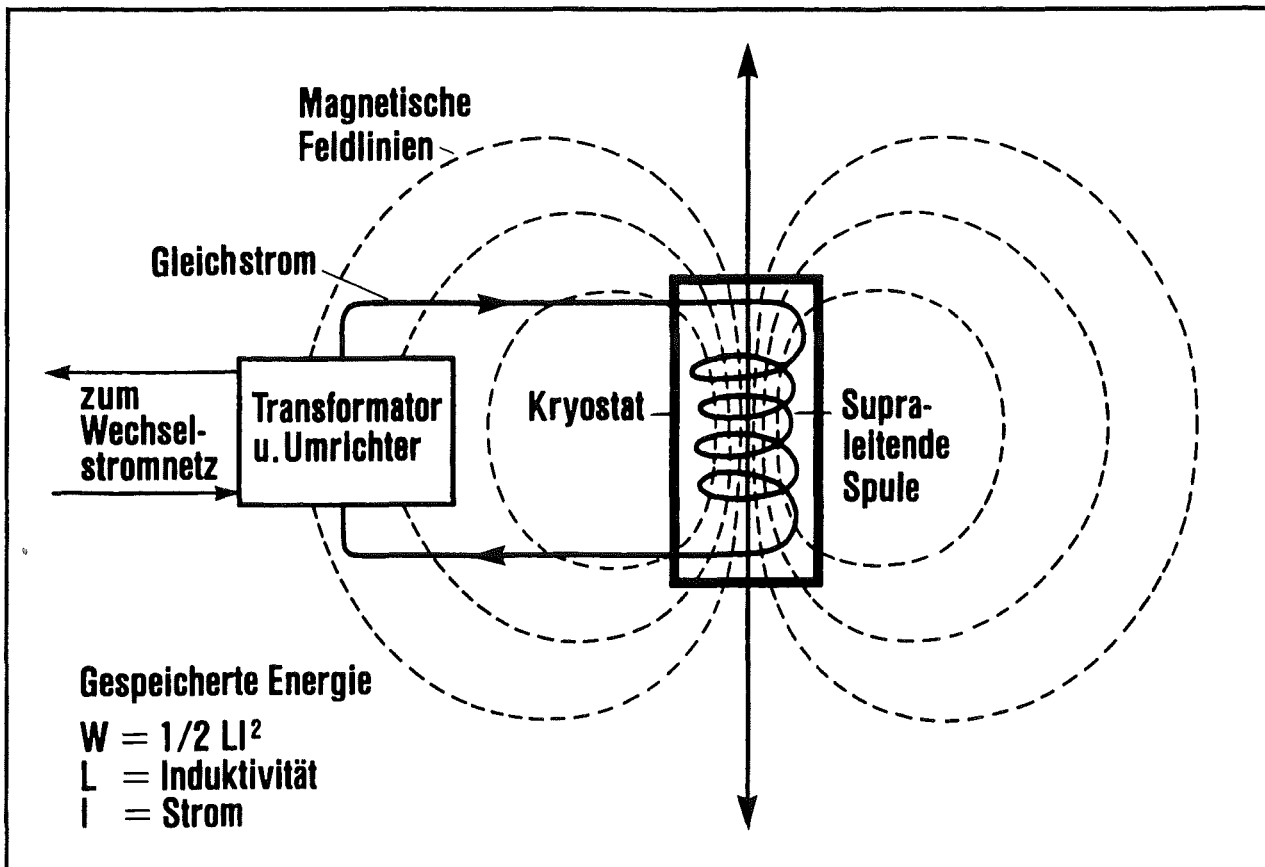 Magnetische
Feldlinien
Gleichstrom
zum
Wechsel-
stromnetz
Transformator
u. Umrichter
Kryostat
Supra-
leitende
Spule
Gespeicherte Energie
W = 1/2 LI²
L = Induktivität
I = Strom